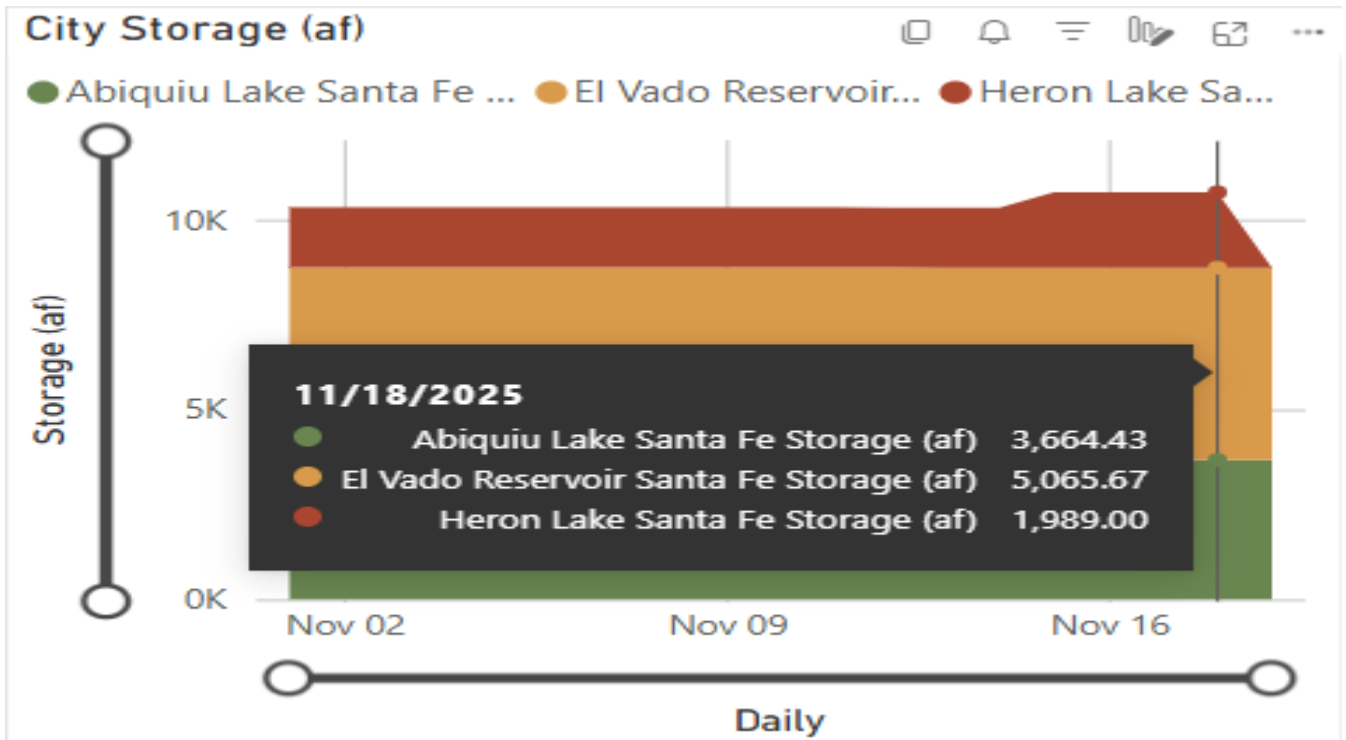 City Storage (af)
Abiquiu Lake Santa Fe ... El Vado Reservoir... Heron Lake Sa...
10K
5K
0K
Storage (af)
11/18/2025
Abiquiu Lake Santa Fe Storage (af) 3,664.43
El Vado Reservoir Santa Fe Storage (af) 5,065.67
Heron Lake Santa Fe Storage (af) 1,989.00
Nov 02 Nov 09 Nov 16
Daily